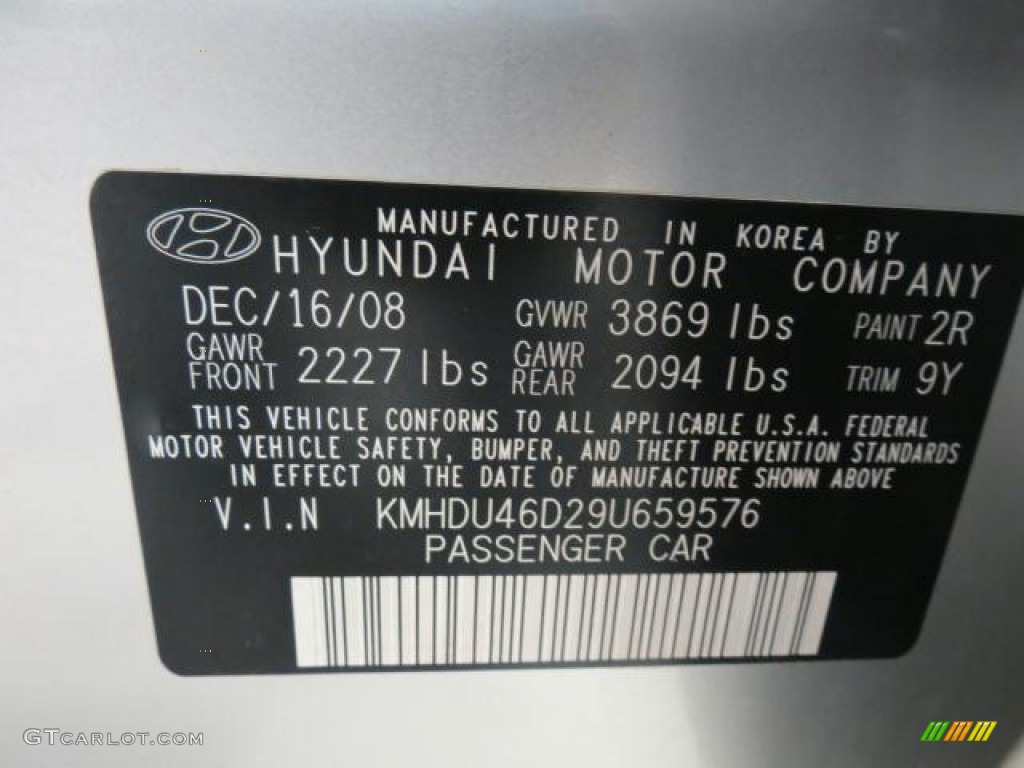 MANUFACTURED IN KOREA BY
HYUNDAI MOTOR COMPANY
DEC/16/08 GVWR 3869 lbs PAINT 2R
GAWR FRONT 2227 lbs GAWR REAR 2094 lbs TRIM 9Y
THIS VEHICLE CONFORMS TO ALL APPLICABLE U.S.A. FEDERAL
MOTOR VEHICLE SAFETY, BUMPER, AND THEFT PREVENTION STANDARDS
IN EFFECT ON THE DATE OF MANUFACTURE SHOWN ABOVE
V.I.N KMHDU46D29U659576
PASSENGER CAR
GTCARLOT.COM